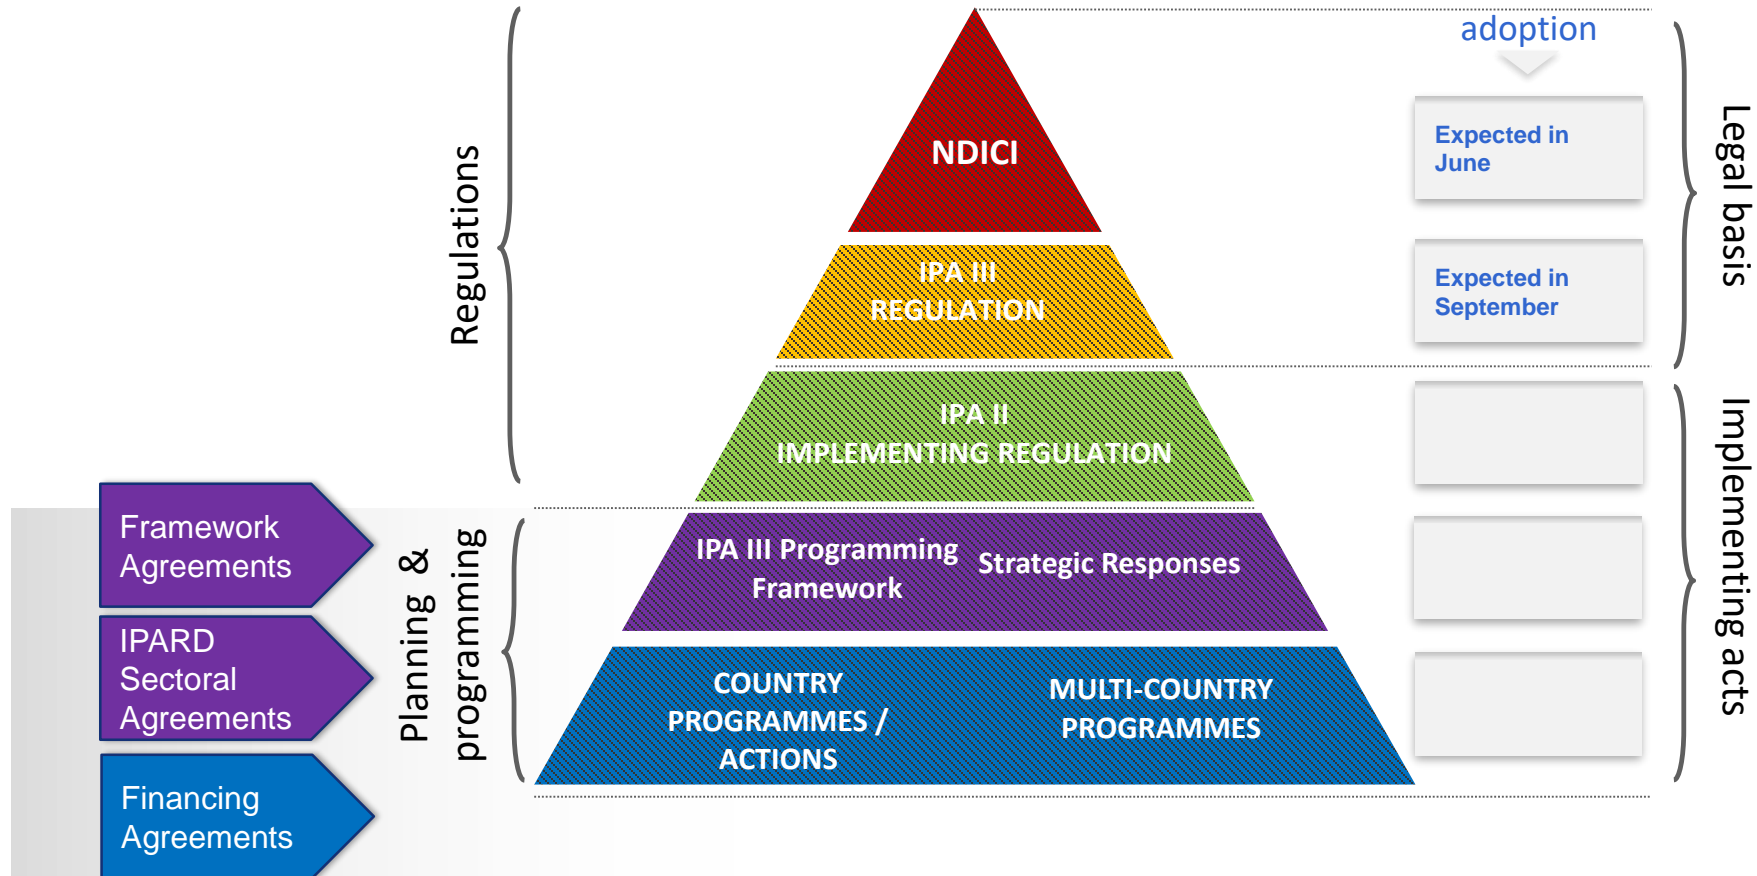 adoption
Regulations
NDICI
Expected in
June
Legal basis
IPA III
REGULATION
Expected in
September
IPA II
IMPLEMENTING REGULATION
Implementing acts
Framework
Agreements
Planning &
programming
IPA III Programming
Framework
Strategic Responses
IPARD
Sectoral
Agreements
COUNTRY
PROGRAMMES /
ACTIONS
MULTI-COUNTRY
PROGRAMMES
Financing
Agreements